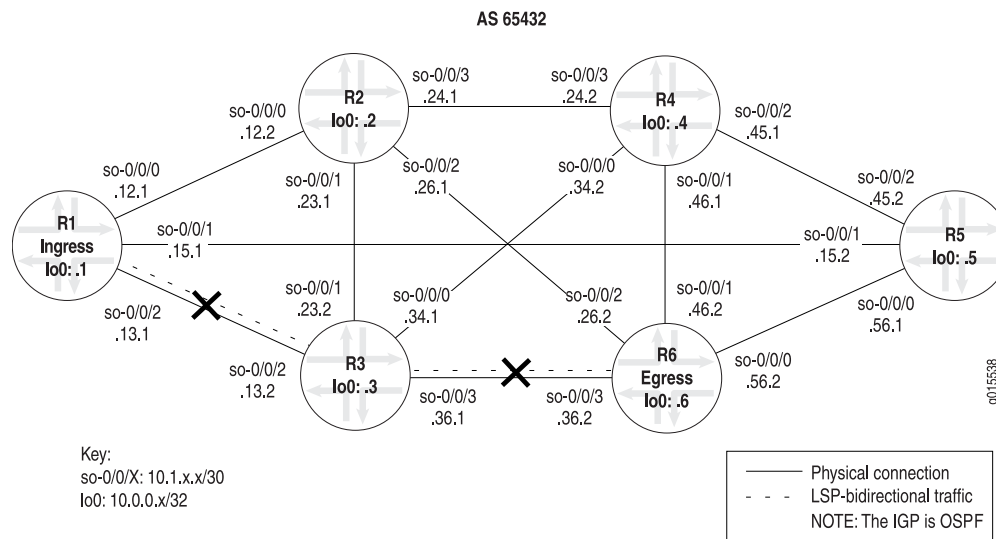 AS 65432
so-0/0/3
.24.1
so-0/0/3
.24.2
R2
lo0: .2
R4
lo0: .4
so-0/0/0
.12.2
so-0/0/2
.45.1
so-0/0/0
.12.1
so-0/0/1
.23.1
so-0/0/2
.26.1
so-0/0/0
.34.2
so-0/0/1
.46.1
so-0/0/2
.45.2
R1
Ingress
lo0: .1
so-0/0/1
.15.1
so-0/0/1
.15.2
R5
lo0: .5
so-0/0/2
.13.1
so-0/0/1
.23.2
so-0/0/0
.34.1
so-0/0/2
.26.2
so-0/0/1
.46.2
so-0/0/0
.56.1
so-0/0/2
.13.2
R3
lo0: .3
R6
Egress
lo0: .6
so-0/0/0
.56.2
so-0/0/3
.36.1
so-0/0/3
.36.2
g015538
Key:
so-0/0/X: 10.1.x.x/30
lo0: 10.0.0.x/32
Physical connection
LSP-bidirectional traffic
NOTE: The IGP is OSPF